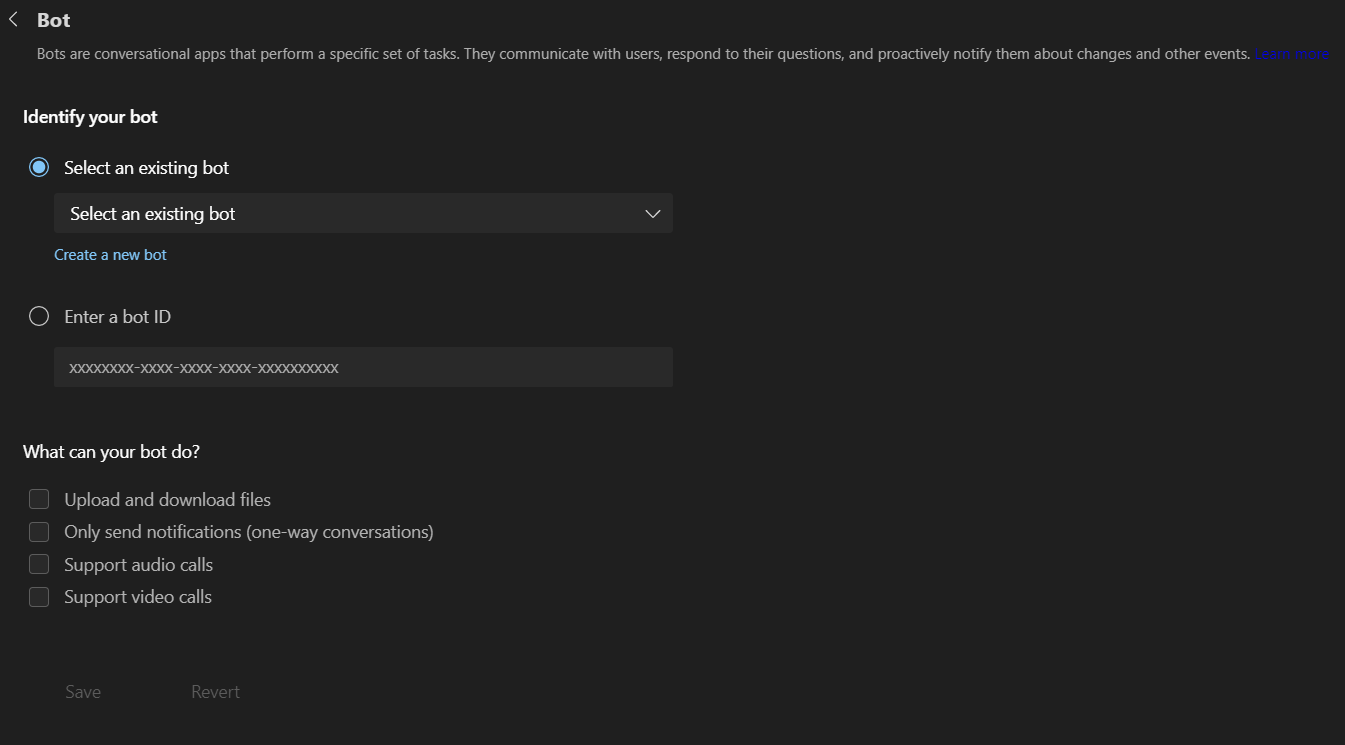 Bot
Bots are conversational apps that perform a specific set of tasks. They communicate with users, respond to their questions, and proactively notify them about changes and other events. Learn more
Identify your bot
Select an existing bot
Select an existing bot
Create a new bot
Enter a bot ID
xxxxxxxx-xxxx-xxxx-xxxx-xxxxxxxxxx
What can your bot do?
Upload and download files
Only send notifications (one-way conversations)
Support audio calls
Support video calls
Save Revert